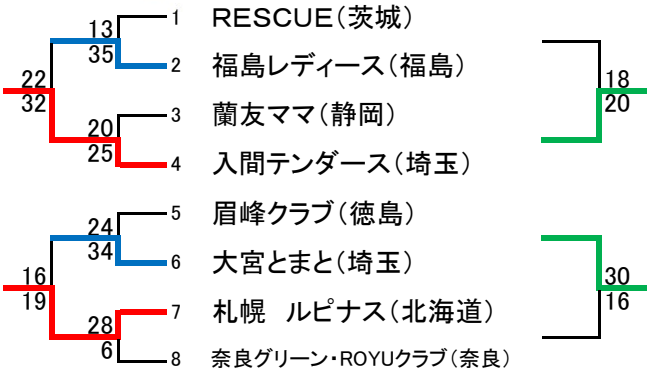 13
1 RESCUE(茨城)
35
2 福島レディース(福島)
22
32
18
20
3 蘭友ママ(静岡)
20
25
4 入間テンダース(埼玉)
5 眉峰クラブ(徳島)
24
34
6 大宮とまと(埼玉)
16
19
30
16
7 札幌　ルピナス(北海道)
28
6
8 奈良グリーン・ROYUクラブ(奈良)